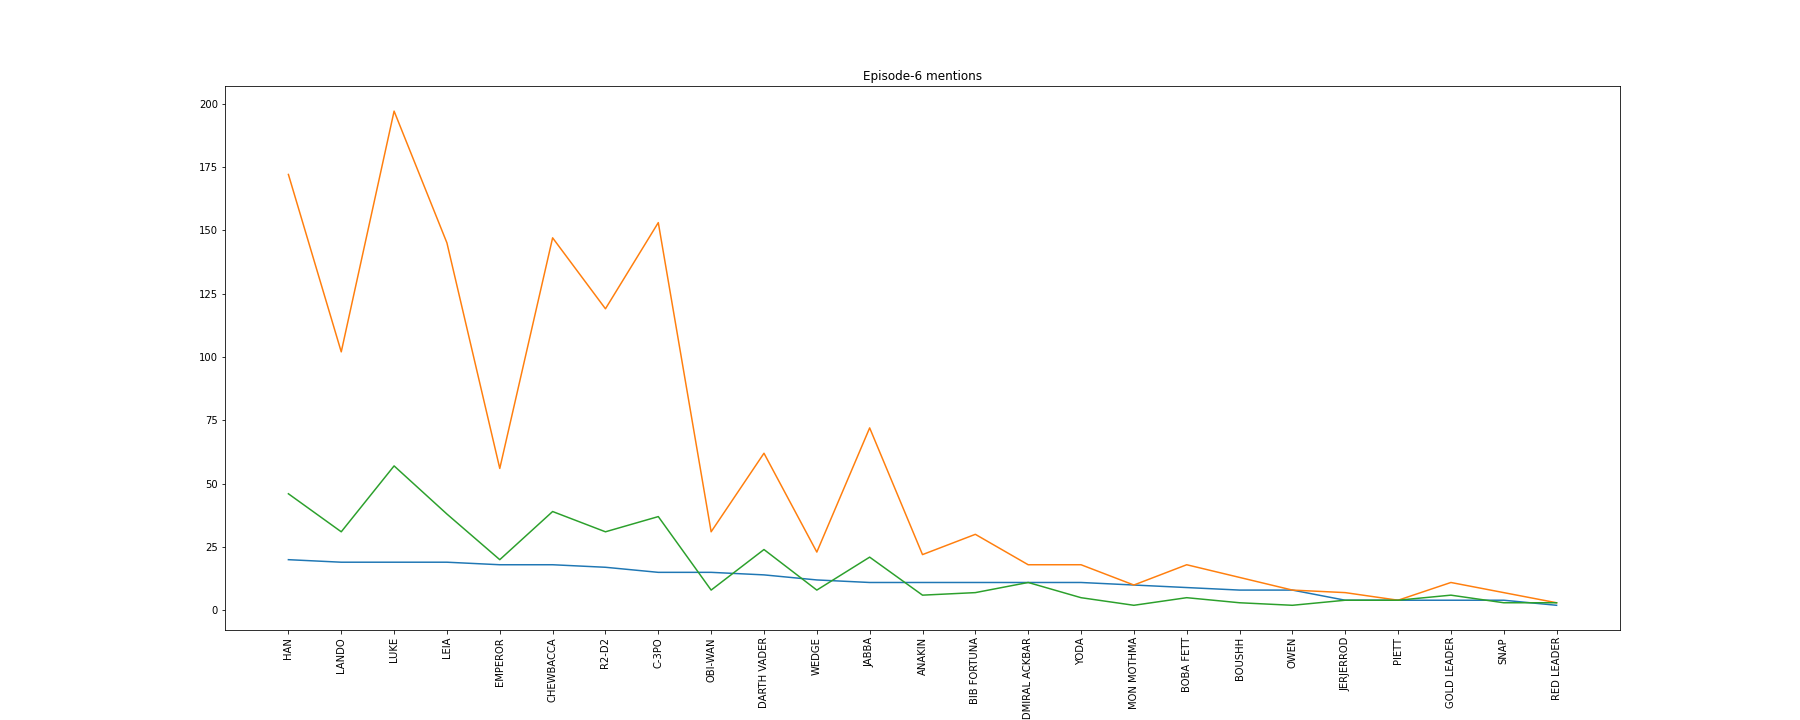 Episode-6 mentions
200
175
150
125
100
75
50
25
0
HAN
LANDO
LUKE
LEIA
EMPEROR
CHEWBACCA
R2-D2
C-3PO
OBI-WAN
DARTH VADER
WEDGE
JABBA
ANAKIN
BIB FORTUNA
DMIRAL ACKBAR
YODA
MON MOTHMA
BOBA FETT
BOUSHH
OWEN
JERJERROD
PIETT
GOLD LEADER
SNAP
RED LEADER